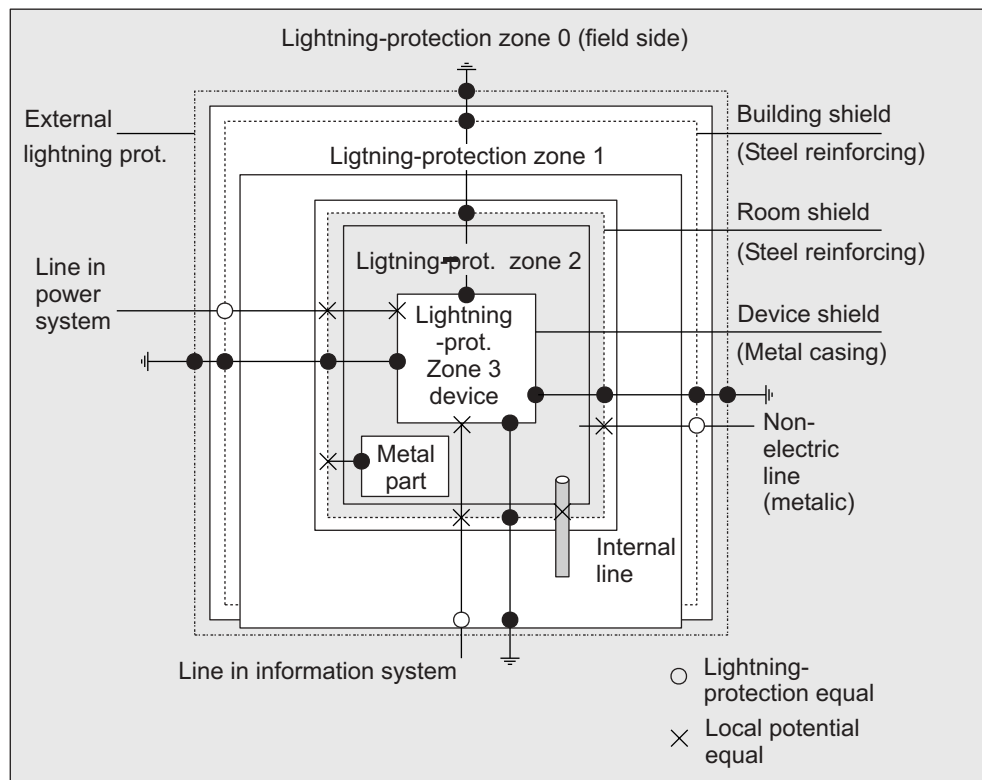 Lightning-protection zone 0 (field side)
External
lightning prot.
Building shield
(Steel reinforcing)
Ligtning-protection zone 1
Room shield
(Steel reinforcing)
Ligtning-prot. zone 2
Line in
power
system
Lightning
-prot.
Zone 3
device
Device shield
(Metal casing)
Non-
electric
line
(metalic)
Metal
part
Internal
line
Line in information system
Lightning-
protection equal
Local potential
equal